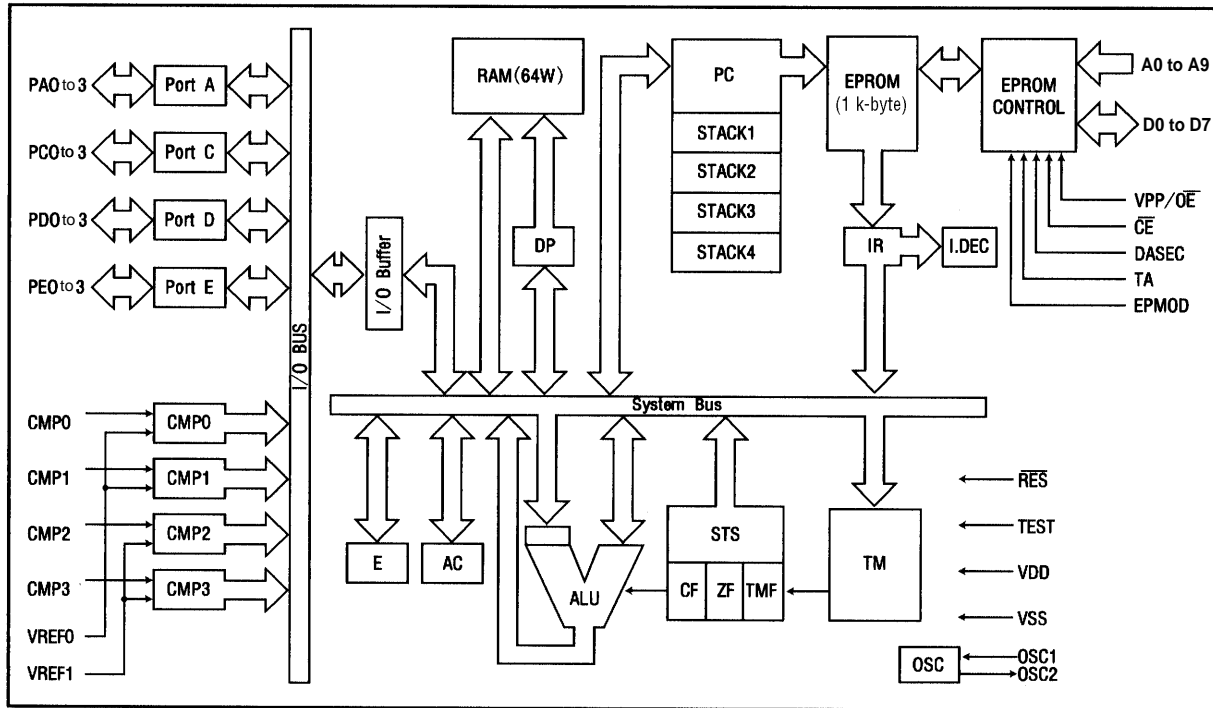 PA0 to 3
Port A
PC0 to 3
Port C
PD0 to 3
Port D
PE0 to 3
Port E
CMP0
CMP0
CMP1
CMP1
CMP2
CMP2
CMP3
CMP3
VREF0
VREF1
I/O BUS
I/O Buffer
RAM(64W)
DP
PC
STACK1
STACK2
STACK3
STACK4
EPROM
(1 k-byte)
IR
I.DEC
EPROM
CONTROL
A0 to A9
D0 to D7
VPP/O̅E̅
C̅E̅
DASEC
TA
EPMOD
System Bus
E
AC
ALU
STS
CF
ZF
TMF
TM
R̅E̅S̅
TEST
VDD
VSS
OSC
OSC1
OSC2